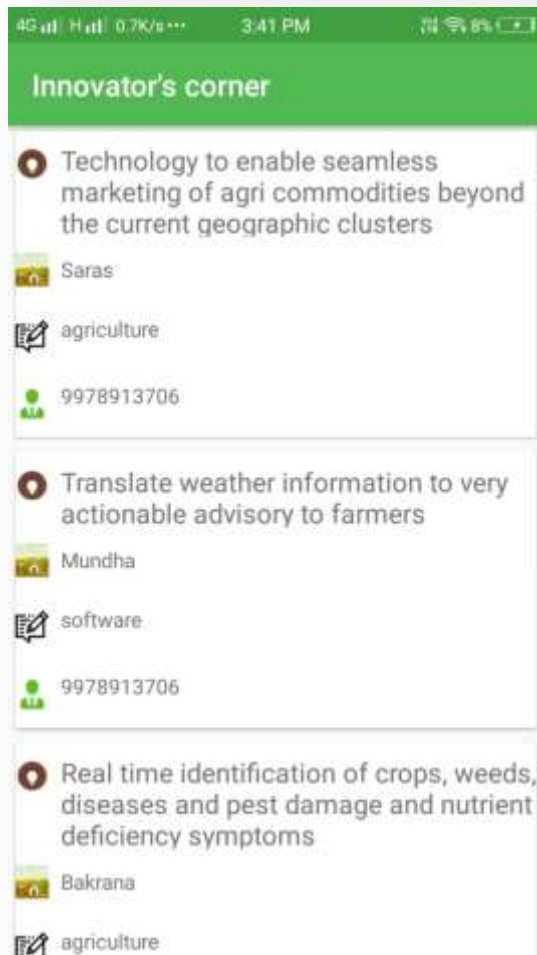 4G H 0.7K/s ··· 3:41 PM 8%
Innovator's corner
Technology to enable seamless
marketing of agri commodities beyond
the current geographic clusters
Saras
agriculture
9978913706
Translate weather information to very
actionable advisory to farmers
Mundha
software
9978913706
Real time identification of crops, weeds,
diseases and pest damage and nutrient
deficiency symptoms
Bakrana
agriculture